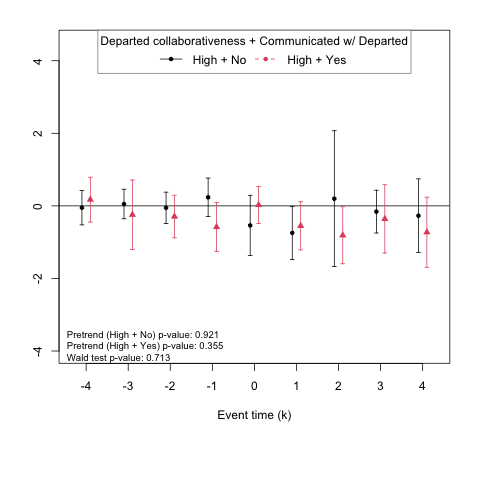 Departed collaborativeness + Communicated w/ Departed
High + No High + Yes
4
2
0
-2
-4
Pretrend (High + No) p-value: 0.921
Pretrend (High + Yes) p-value: 0.355
Wald test p-value: 0.713
-4 -3 -2 -1 0 1 2 3 4
Event time (k)